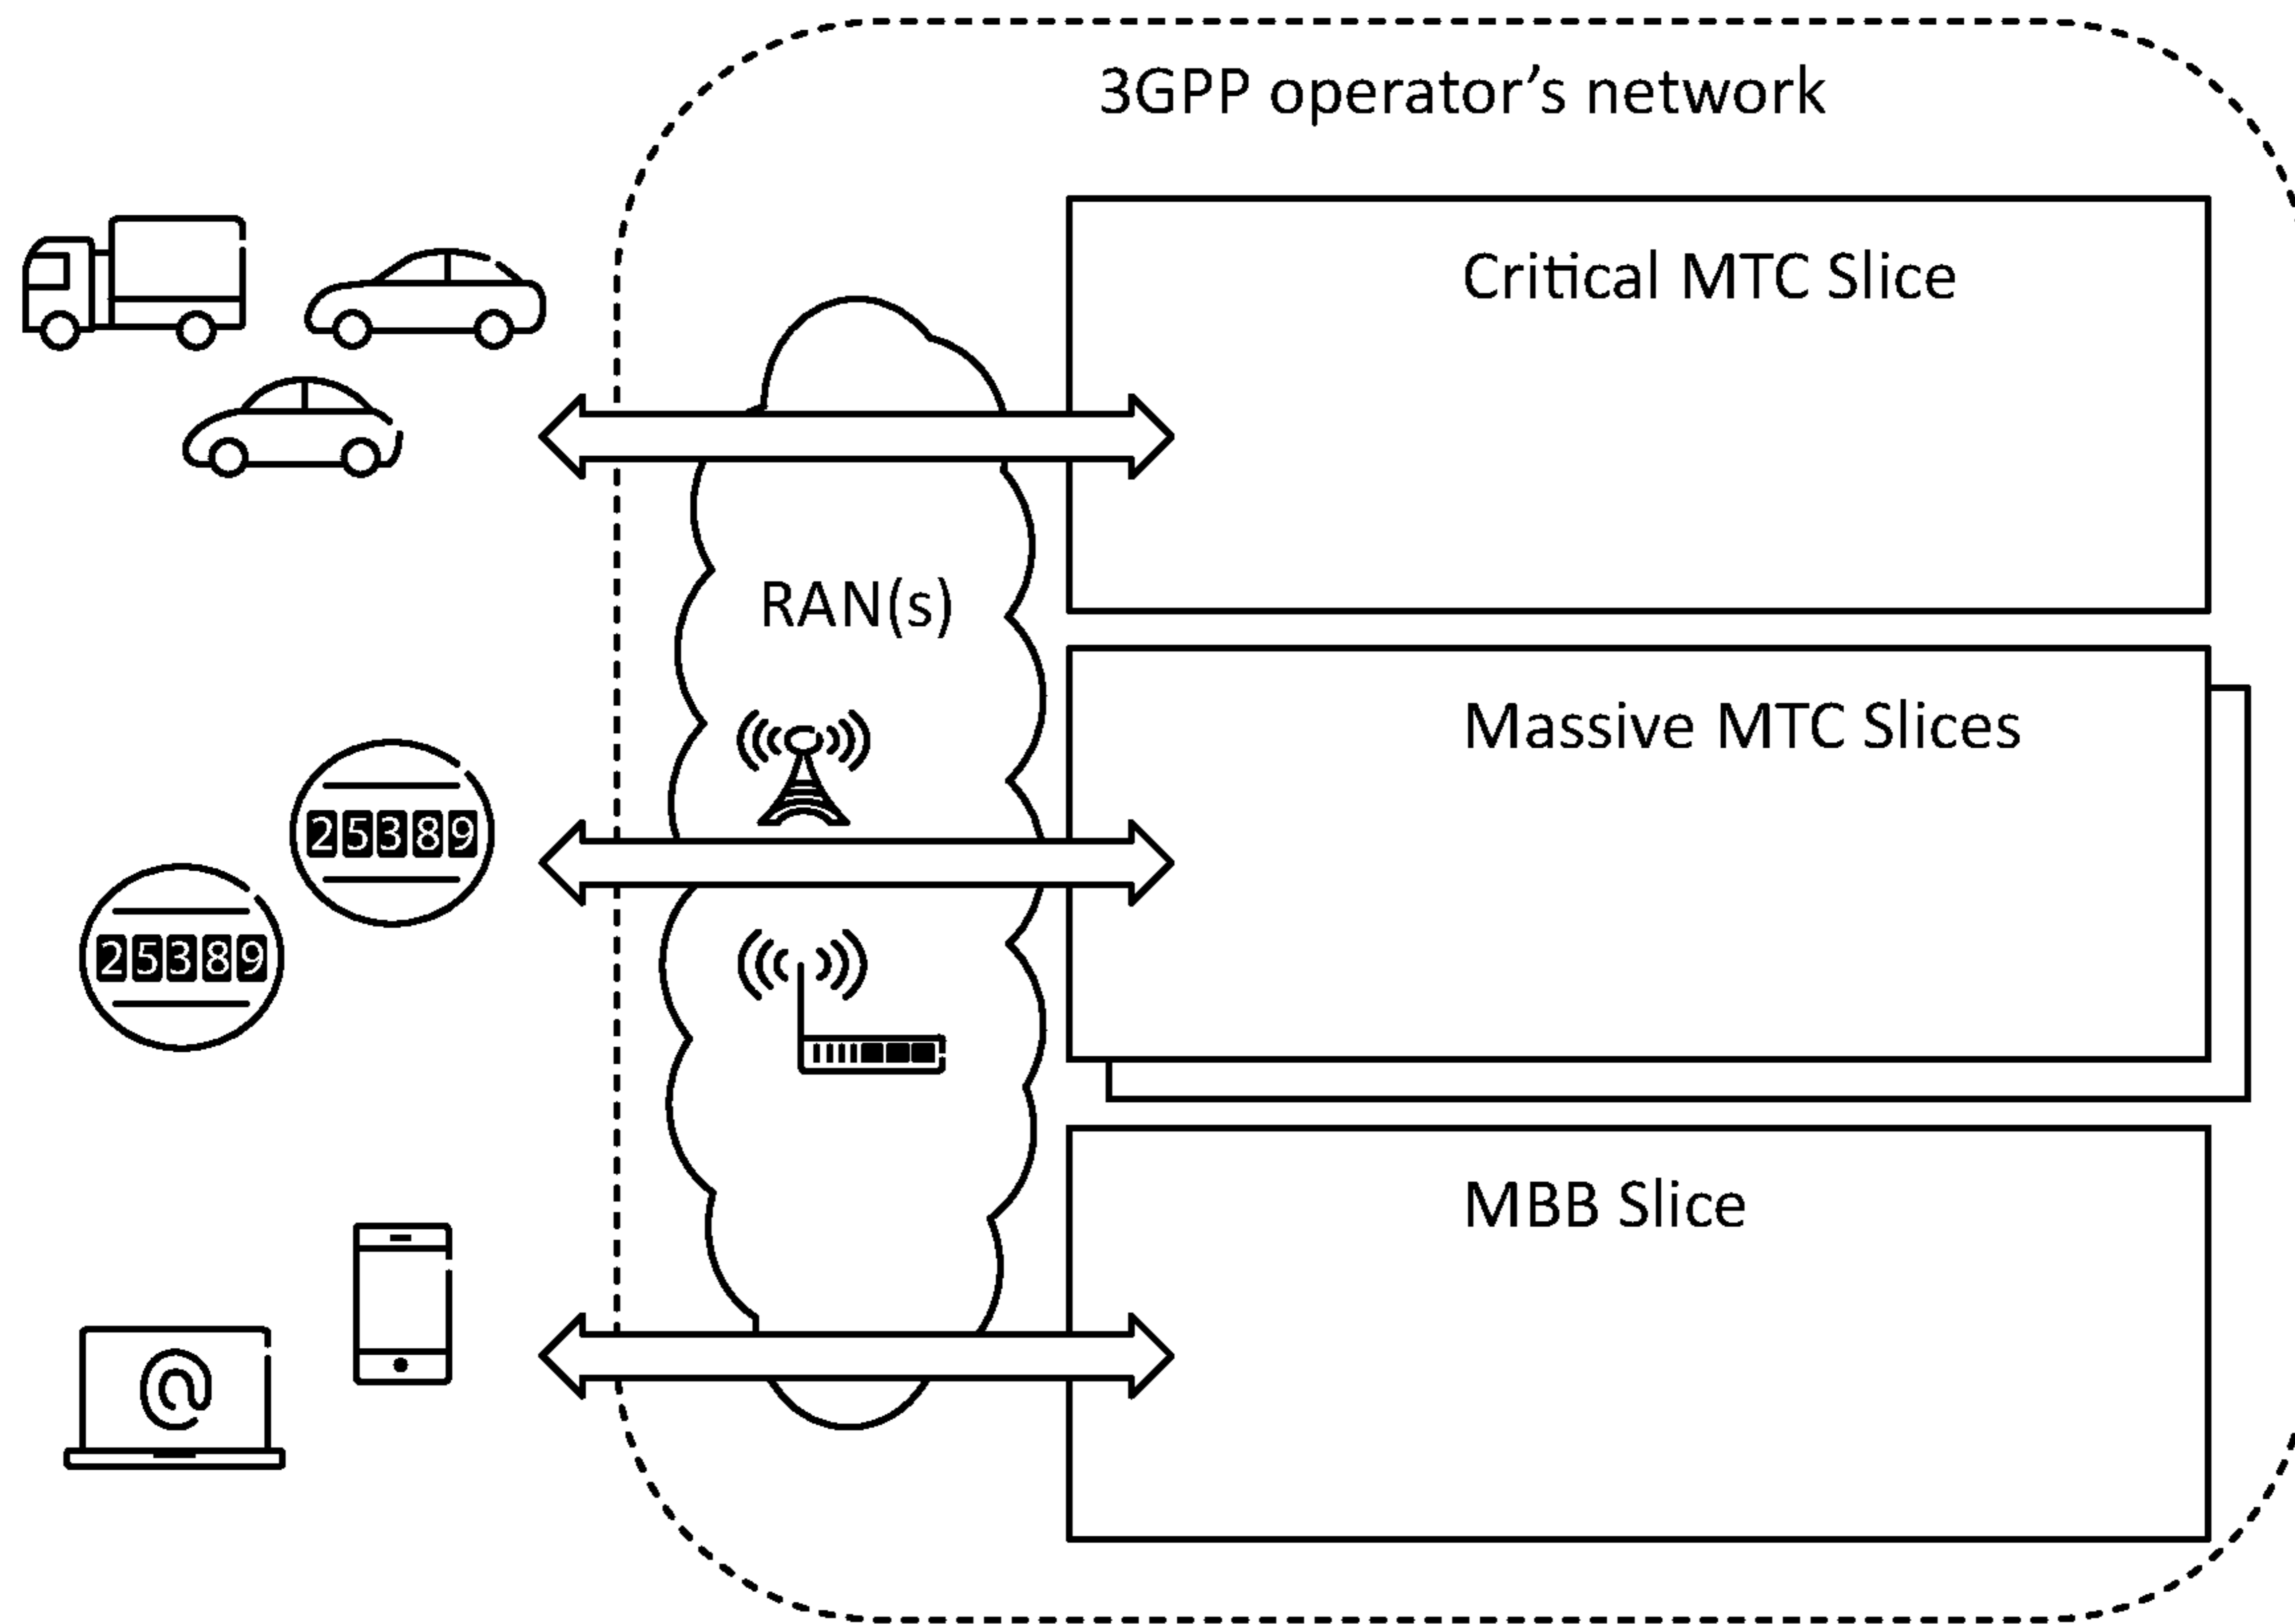 3GPP operator’s network
Critical MTC Slice
RAN(s)
Massive MTC Slices
25389
25389
MBB Slice
@